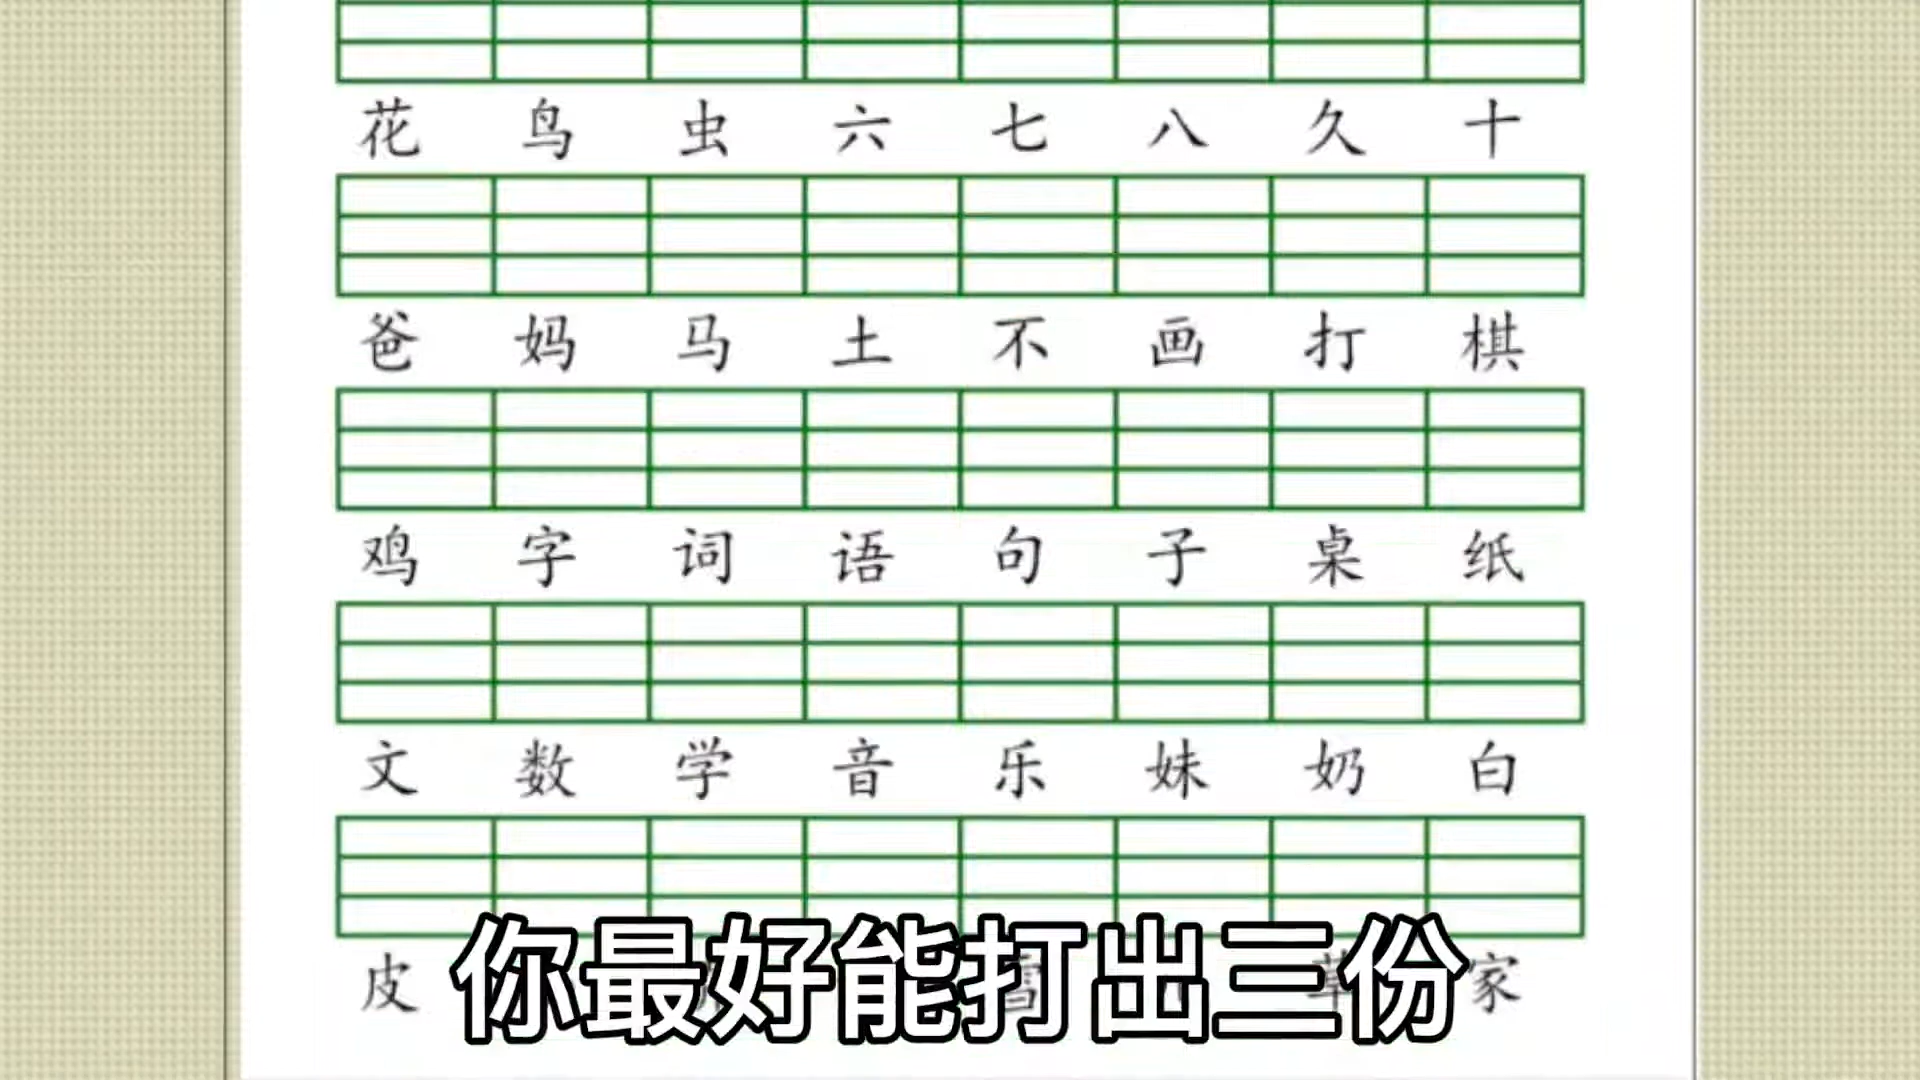 花 鸟 虫 六 七 八 久 十
爸 妈 马 土 不 画 打 棋
鸡 字 词 语 句 子 桌 纸
文 数 学 音 乐 妹 奶 白
皮 雪 草 家
你最好能打出三份